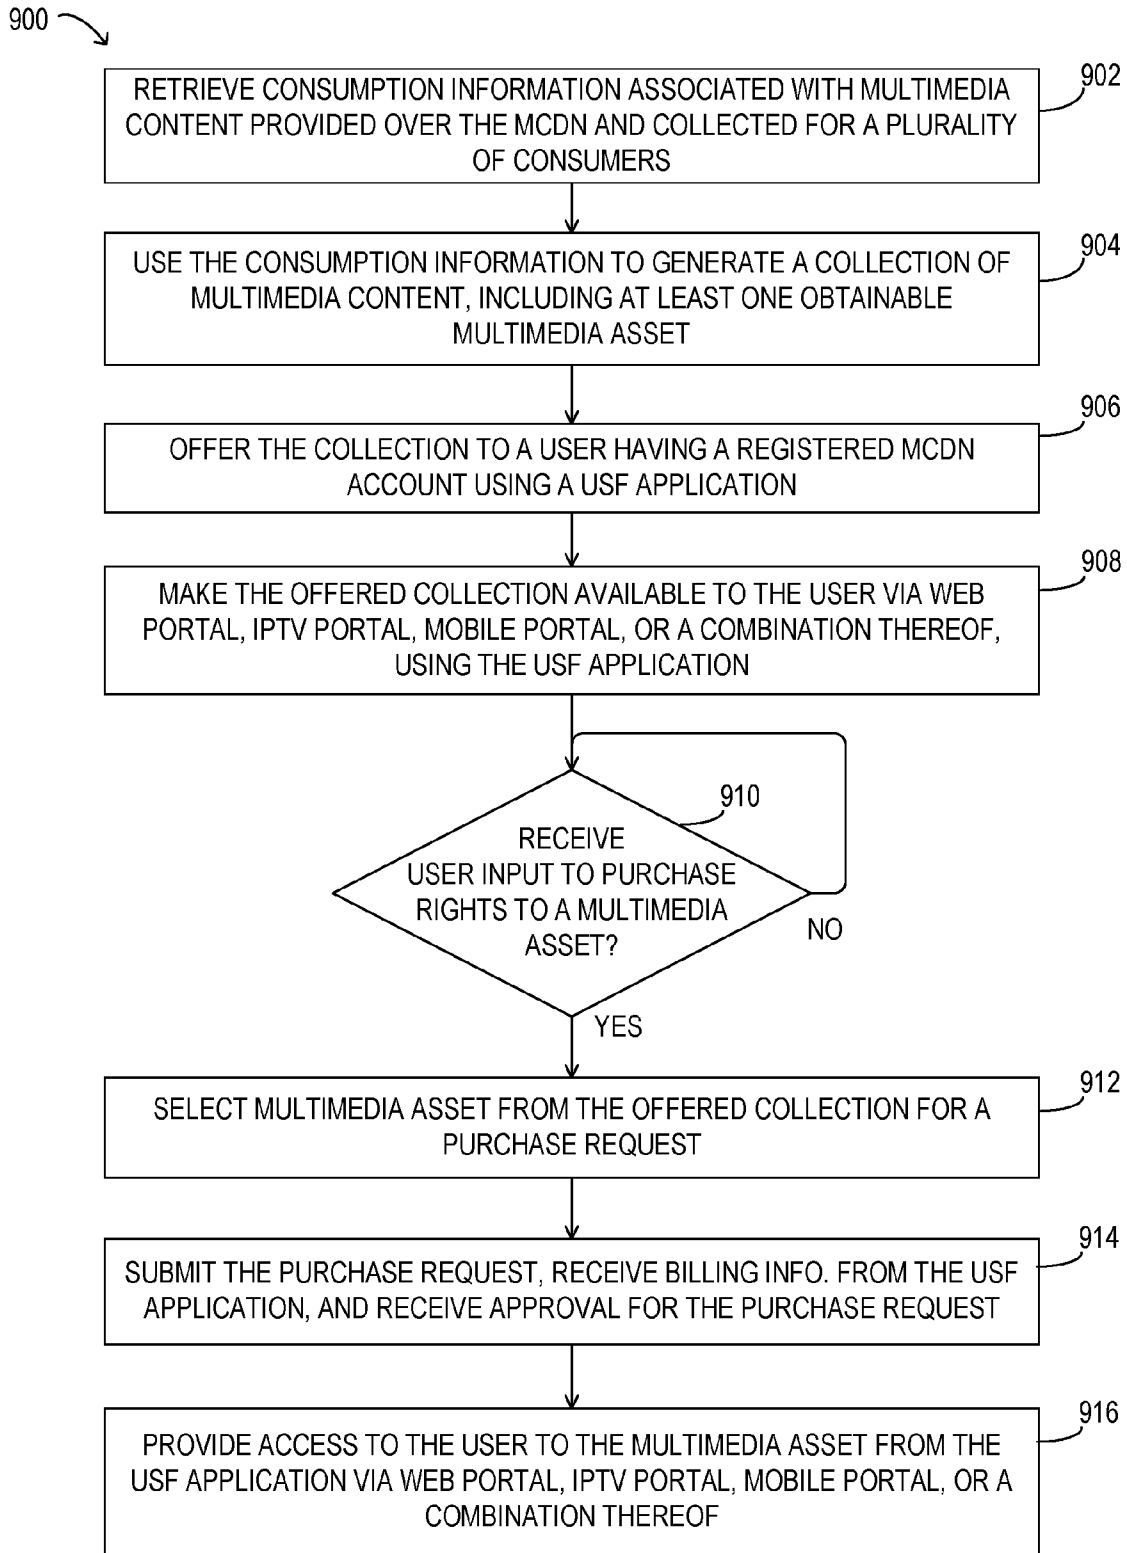 900
902
RETRIEVE CONSUMPTION INFORMATION ASSOCIATED WITH MULTIMEDIA
CONTENT PROVIDED OVER THE MCDN AND COLLECTED FOR A PLURALITY
OF CONSUMERS
904
USE THE CONSUMPTION INFORMATION TO GENERATE A COLLECTION OF
MULTIMEDIA CONTENT, INCLUDING AT LEAST ONE OBTAINABLE
MULTIMEDIA ASSET
906
OFFER THE COLLECTION TO A USER HAVING A REGISTERED MCDN
ACCOUNT USING A USF APPLICATION
908
MAKE THE OFFERED COLLECTION AVAILABLE TO THE USER VIA WEB
PORTAL, IPTV PORTAL, MOBILE PORTAL, OR A COMBINATION THEREOF,
USING THE USF APPLICATION
910
RECEIVE
USER INPUT TO PURCHASE
RIGHTS TO A MULTIMEDIA
ASSET?
NO
YES
912
SELECT MULTIMEDIA ASSET FROM THE OFFERED COLLECTION FOR A
PURCHASE REQUEST
914
SUBMIT THE PURCHASE REQUEST, RECEIVE BILLING INFO. FROM THE USF
APPLICATION, AND RECEIVE APPROVAL FOR THE PURCHASE REQUEST
916
PROVIDE ACCESS TO THE USER TO THE MULTIMEDIA ASSET FROM THE
USF APPLICATION VIA WEB PORTAL, IPTV PORTAL, MOBILE PORTAL, OR A
COMBINATION THEREOF